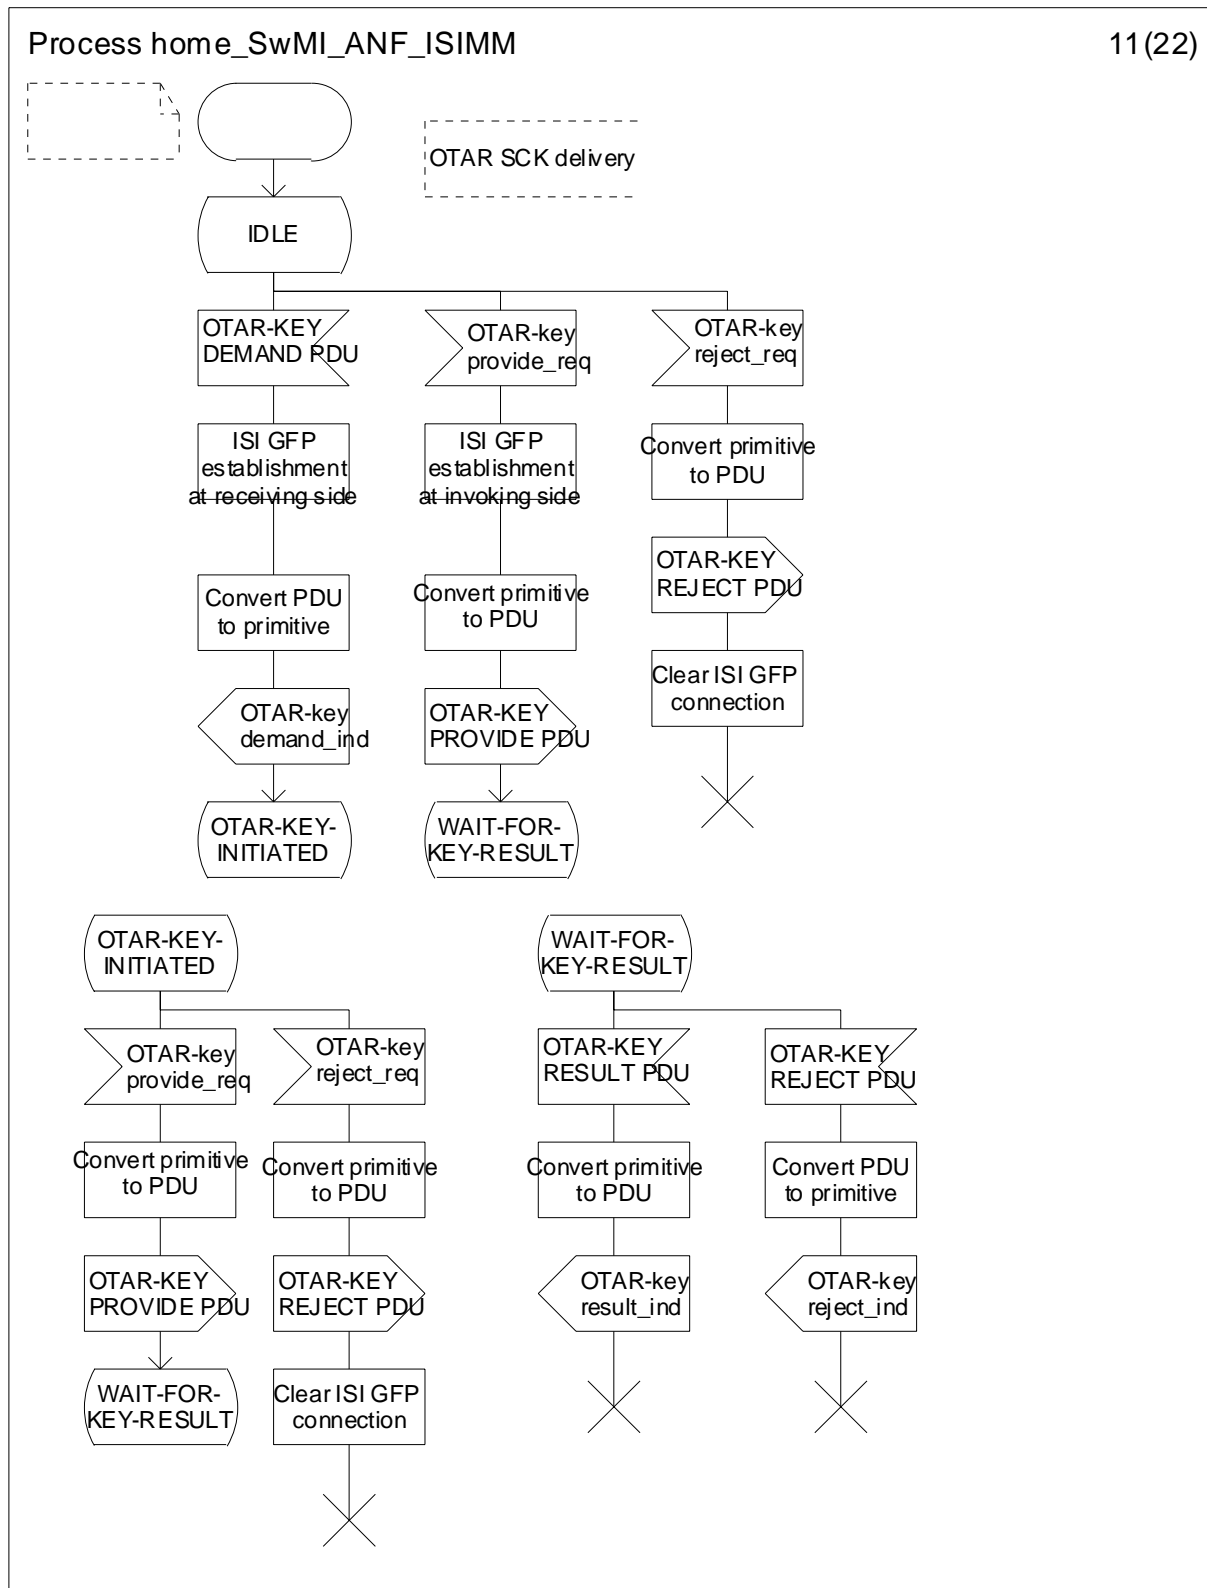 Process home_SwMI_ANF_ISIMM
11(22)
OTAR SCK delivery
IDLE
OTAR-KEY
DEMAND PDU
OTAR-key
provide_req
OTAR-key
reject_req
ISI GFP
establishment
at receiving side
ISI GFP
establishment
at invoking side
Convert primitive
to PDU
OTAR-KEY
REJECT PDU
Convert PDU
to primitive
Convert primitive
to PDU
Clear ISI GFP
connection
OTAR-key
demand_ind
OTAR-KEY
PROVIDE PDU
OTAR-KEY-
INITIATED
WAIT-FOR-
KEY-RESULT
OTAR-KEY-
INITIATED
WAIT-FOR-
KEY-RESULT
OTAR-key
provide_req
OTAR-key
reject_req
OTAR-KEY
RESULT PDU
OTAR-KEY
REJECT PDU
Convert primitive
to PDU
Convert primitive
to PDU
Convert primitive
to PDU
Convert PDU
to primitive
OTAR-KEY
PROVIDE PDU
OTAR-KEY
REJECT PDU
OTAR-key
result_ind
OTAR-key
reject_ind
WAIT-FOR-
KEY-RESULT
Clear ISI GFP
connection